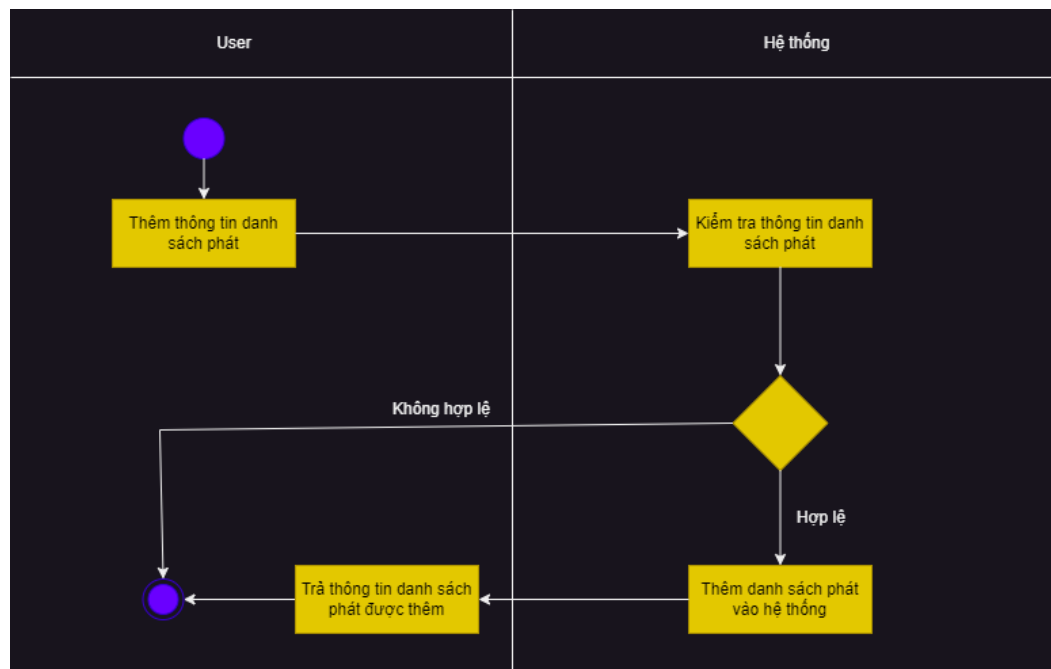 User
Hệ thống
Thêm thông tin danh
sách phát
Kiểm tra thông tin danh
sách phát
Không hợp lệ
Hợp lệ
Trả thông tin danh sách
phát được thêm
Thêm danh sách phát
vào hệ thống